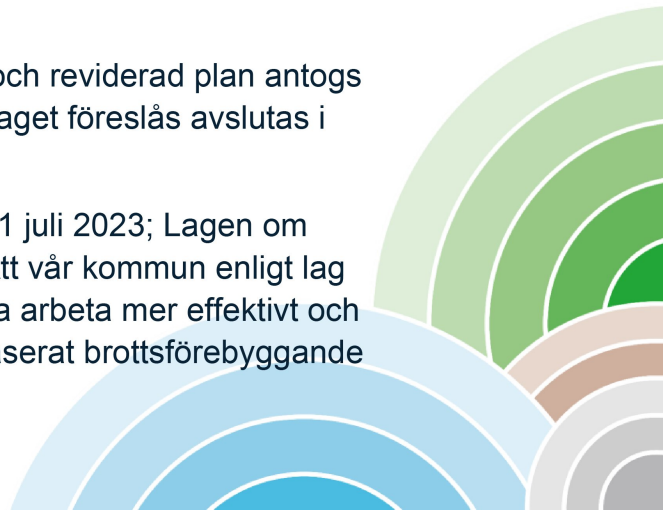 och reviderad plan antogs
aget föreslås avslutas i
1 juli 2023; Lagen om
tt vår kommun enligt lag
a arbeta mer effektivt och
serat brottsförebyggande